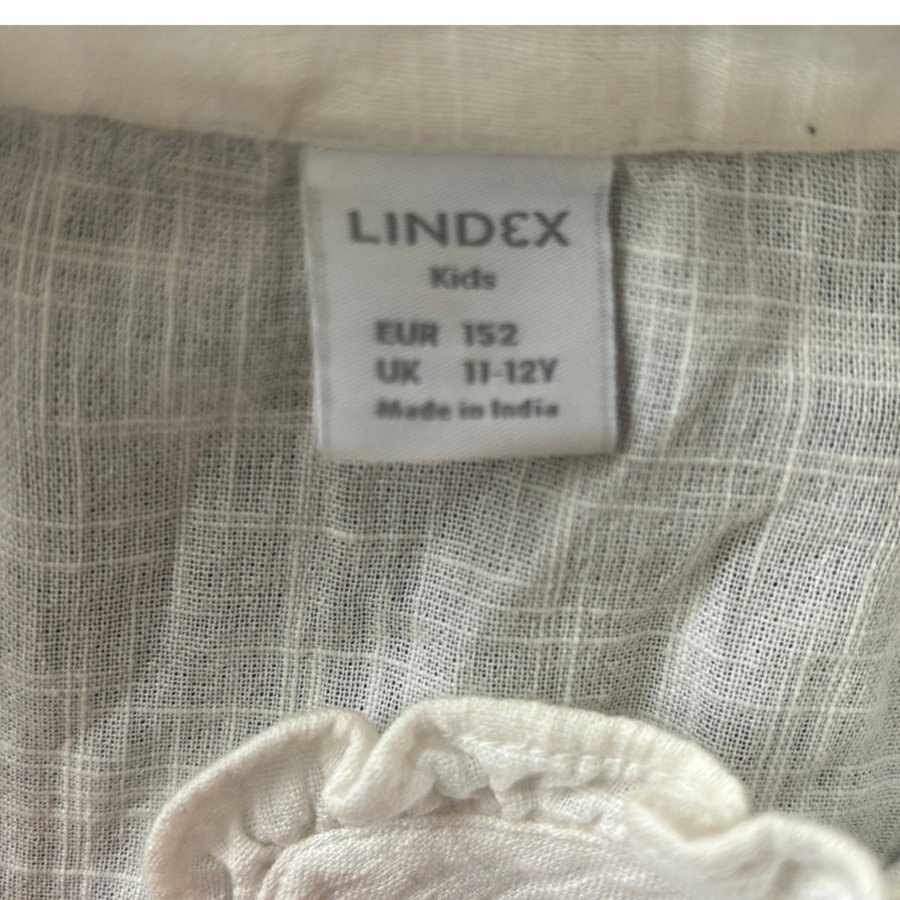 LINDEX
Kids
EUR 152
UK 11-12Y
Made in India